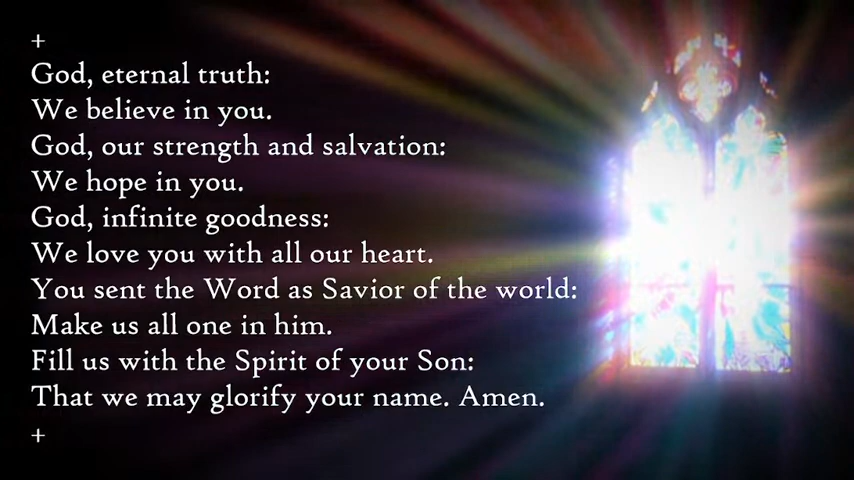 +
God, eternal truth:
We believe in you.
God, our strength and salvation:
We hope in you.
God, infinite goodness:
We love you with all our heart.
You sent the Word as Savior of the world:
Make us all one in him.
Fill us with the Spirit of your Son:
That we may glorify your name. Amen.
+